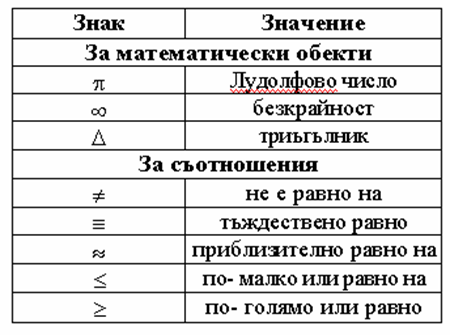 Знак Значение
За математически обекти
π Лудолфово число
∞ безкрайност
Δ триъгълник
За съотношения
≠ не е равно на
≡ тъждествено равно
≈ приблизително равно на
≤ по- малко или равно на
≥ по- голямо или равно